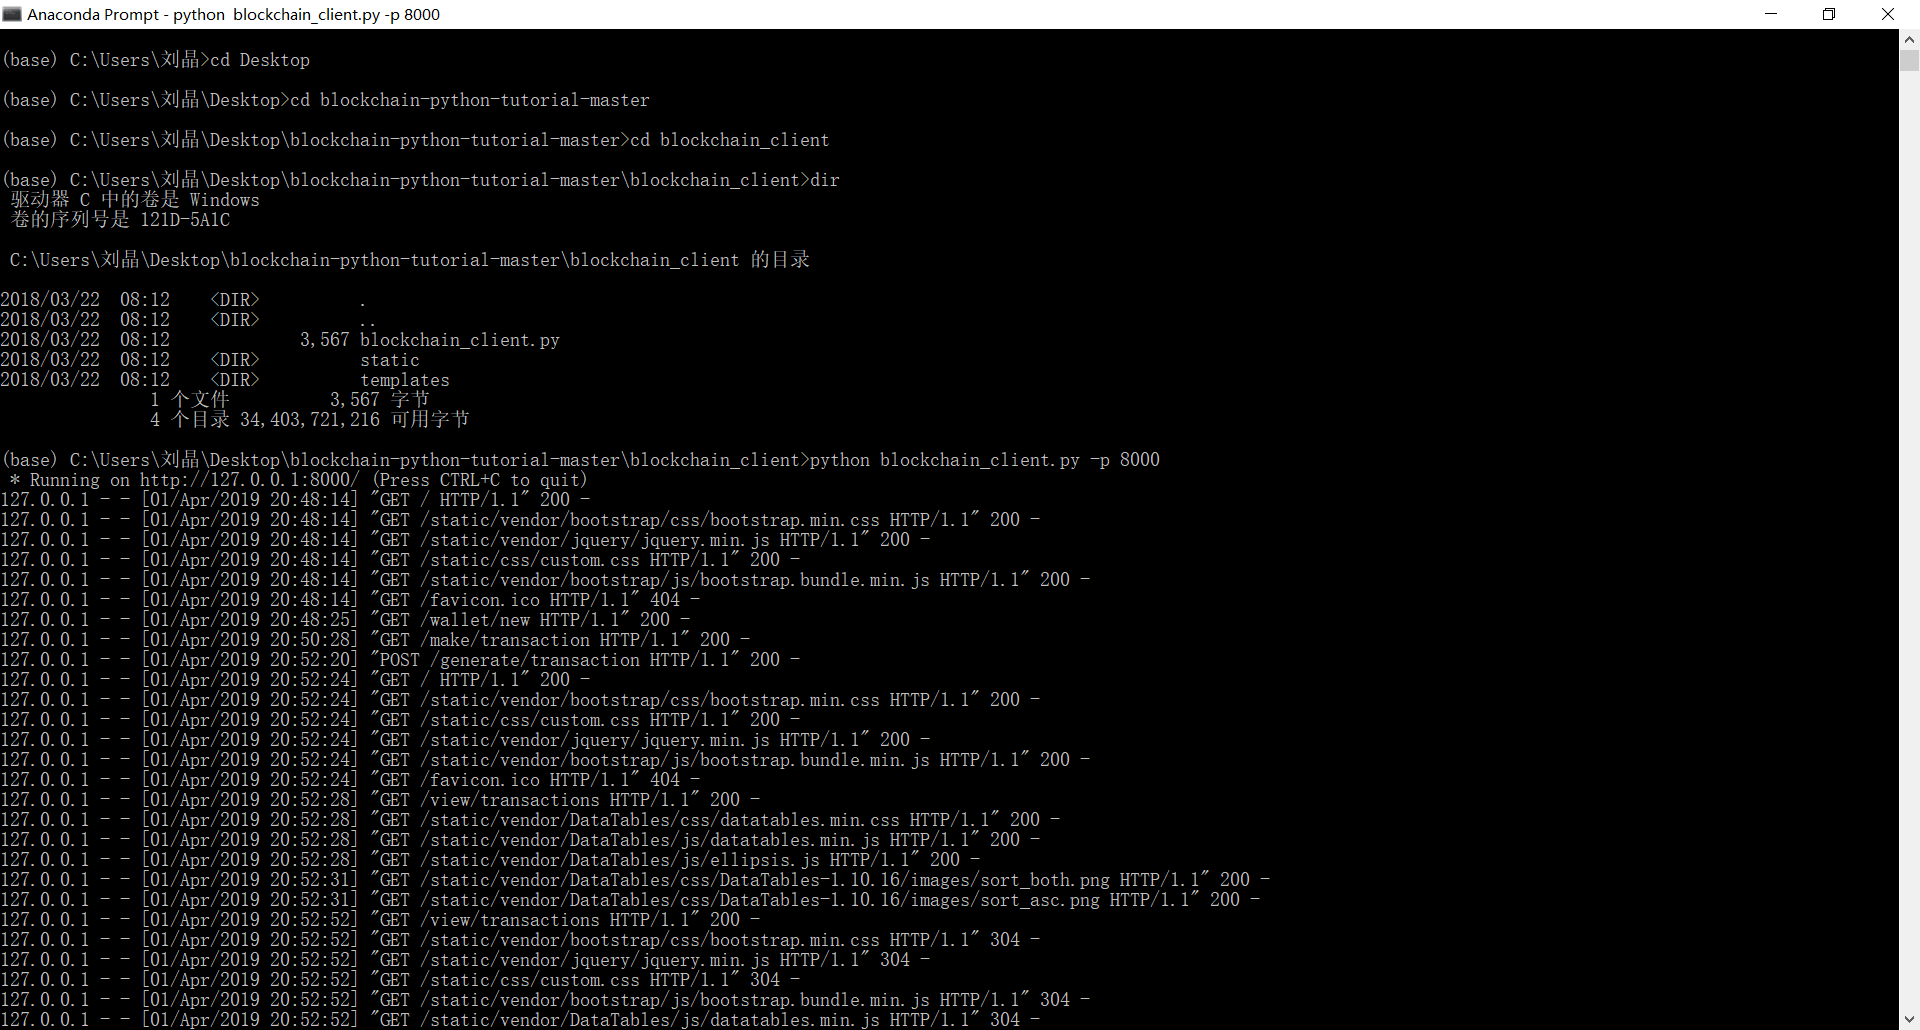 Anaconda Prompt - python  blockchain_client.py -p 8000
(base) C:\Users\刘晶>cd Desktop
(base) C:\Users\刘晶\Desktop>cd blockchain-python-tutorial-master
(base) C:\Users\刘晶\Desktop\blockchain-python-tutorial-master>cd blockchain_client
(base) C:\Users\刘晶\Desktop\blockchain-python-tutorial-master\blockchain_client>dir
驱动器 C 中的卷是 Windows
卷的序列号是 121D-5A1C
C:\Users\刘晶\Desktop\blockchain-python-tutorial-master\blockchain_client 的目录
2018/03/22  08:12    <DIR>          .
2018/03/22  08:12    <DIR>          ..
2018/03/22  08:12             3,567 blockchain_client.py
2018/03/22  08:12    <DIR>          static
2018/03/22  08:12    <DIR>          templates
1 个文件          3,567 字节
4 个目录 34,403,721,216 可用字节
(base) C:\Users\刘晶\Desktop\blockchain-python-tutorial-master\blockchain_client>python blockchain_client.py -p 8000
* Running on http://127.0.0.1:8000/ (Press CTRL+C to quit)
127.0.0.1 - - [01/Apr/2019 20:48:14] "GET / HTTP/1.1" 200 -
127.0.0.1 - - [01/Apr/2019 20:48:14] "GET /static/vendor/bootstrap/css/bootstrap.min.css HTTP/1.1" 200 -
127.0.0.1 - - [01/Apr/2019 20:48:14] "GET /static/vendor/jquery/jquery.min.js HTTP/1.1" 200 -
127.0.0.1 - - [01/Apr/2019 20:48:14] "GET /static/css/custom.css HTTP/1.1" 200 -
127.0.0.1 - - [01/Apr/2019 20:48:14] "GET /static/vendor/bootstrap/js/bootstrap.bundle.min.js HTTP/1.1" 200 -
127.0.0.1 - - [01/Apr/2019 20:48:14] "GET /favicon.ico HTTP/1.1" 404 -
127.0.0.1 - - [01/Apr/2019 20:48:25] "GET /wallet/new HTTP/1.1" 200 -
127.0.0.1 - - [01/Apr/2019 20:50:28] "GET /make/transaction HTTP/1.1" 200 -
127.0.0.1 - - [01/Apr/2019 20:52:20] "POST /generate/transaction HTTP/1.1" 200 -
127.0.0.1 - - [01/Apr/2019 20:52:24] "GET / HTTP/1.1" 200 -
127.0.0.1 - - [01/Apr/2019 20:52:24] "GET /static/vendor/bootstrap/css/bootstrap.min.css HTTP/1.1" 200 -
127.0.0.1 - - [01/Apr/2019 20:52:24] "GET /static/css/custom.css HTTP/1.1" 200 -
127.0.0.1 - - [01/Apr/2019 20:52:24] "GET /static/vendor/jquery/jquery.min.js HTTP/1.1" 200 -
127.0.0.1 - - [01/Apr/2019 20:52:24] "GET /static/vendor/bootstrap/js/bootstrap.bundle.min.js HTTP/1.1" 200 -
127.0.0.1 - - [01/Apr/2019 20:52:24] "GET /favicon.ico HTTP/1.1" 404 -
127.0.0.1 - - [01/Apr/2019 20:52:28] "GET /view/transactions HTTP/1.1" 200 -
127.0.0.1 - - [01/Apr/2019 20:52:28] "GET /static/vendor/DataTables/css/datatables.min.css HTTP/1.1" 200 -
127.0.0.1 - - [01/Apr/2019 20:52:28] "GET /static/vendor/DataTables/js/datatables.min.js HTTP/1.1" 200 -
127.0.0.1 - - [01/Apr/2019 20:52:28] "GET /static/vendor/DataTables/js/ellipsis.js HTTP/1.1" 200 -
127.0.0.1 - - [01/Apr/2019 20:52:31] "GET /static/vendor/DataTables/css/DataTables-1.10.16/images/sort_both.png HTTP/1.1" 200 -
127.0.0.1 - - [01/Apr/2019 20:52:31] "GET /static/vendor/DataTables/css/DataTables-1.10.16/images/sort_asc.png HTTP/1.1" 200 -
127.0.0.1 - - [01/Apr/2019 20:52:52] "GET /view/transactions HTTP/1.1" 200 -
127.0.0.1 - - [01/Apr/2019 20:52:52] "GET /static/vendor/bootstrap/css/bootstrap.min.css HTTP/1.1" 304 -
127.0.0.1 - - [01/Apr/2019 20:52:52] "GET /static/vendor/jquery/jquery.min.js HTTP/1.1" 304 -
127.0.0.1 - - [01/Apr/2019 20:52:52] "GET /static/css/custom.css HTTP/1.1" 304 -
127.0.0.1 - - [01/Apr/2019 20:52:52] "GET /static/vendor/bootstrap/js/bootstrap.bundle.min.js HTTP/1.1" 304 -
127.0.0.1 - - [01/Apr/2019 20:52:52] "GET /static/vendor/DataTables/js/datatables.min.js HTTP/1.1" 304 -